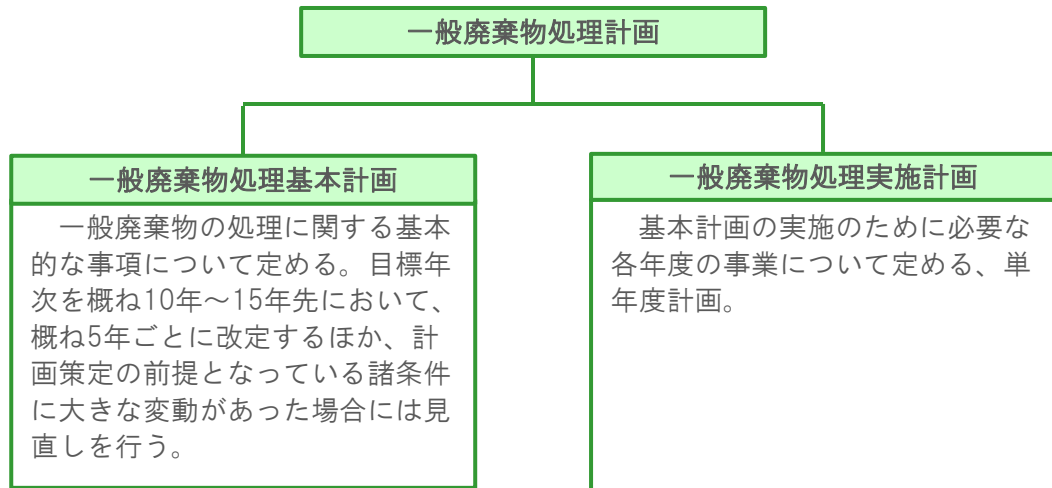 一般廃棄物処理計画
一般廃棄物処理基本計画
一般廃棄物の処理に関する基本
的な事項について定める。目標年
次を概ね10年～15年先において、
概ね5年ごとに改定するほか、計
画策定の前提となっている諸条件
に大きな変動があった場合には見
直しを行う。
一般廃棄物処理実施計画
基本計画の実施のために必要な
各年度の事業について定める、単
年度計画。